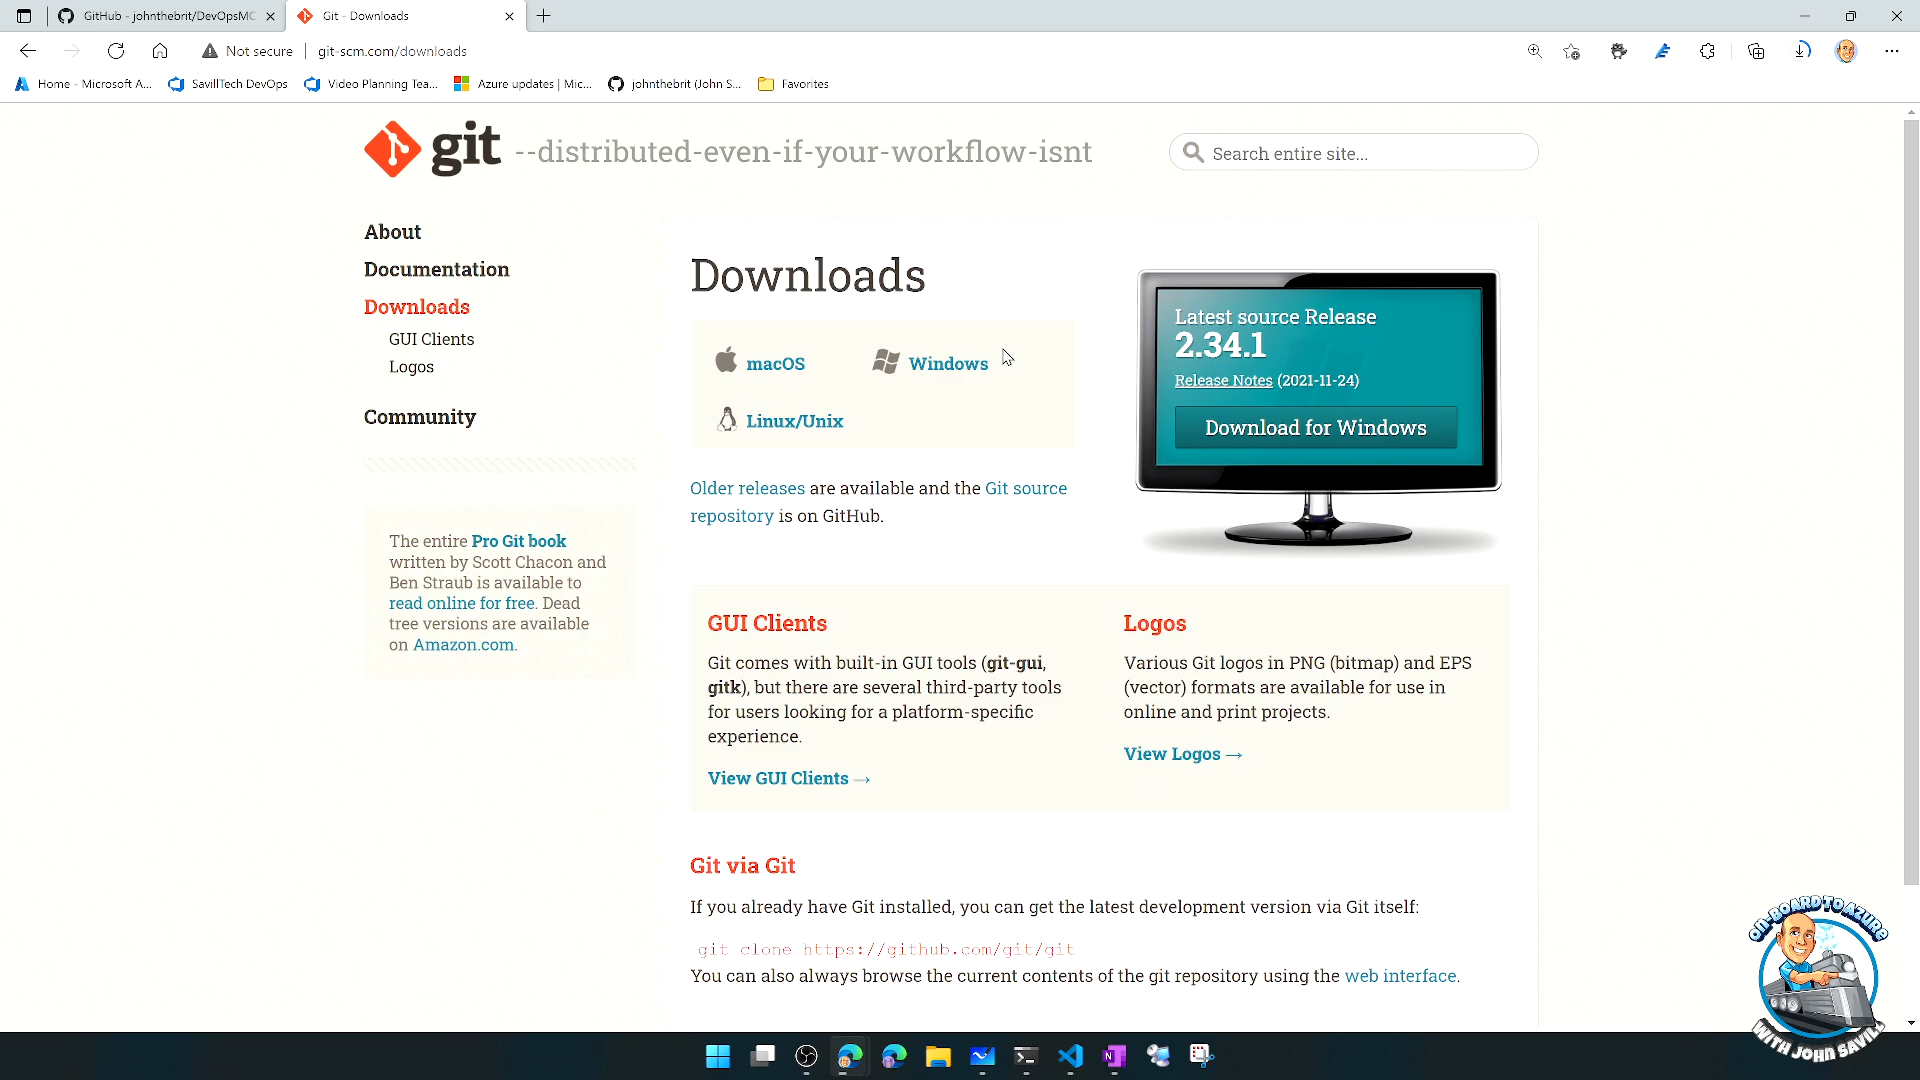 GitHub - johnthebrit/DevOpsMC
Git - Downloads
Not secure
git-scm.com/downloads
Home - Microsoft A...
SavillTech DevOps
Video Planning Tea...
Azure updates | Mic...
johnthebrit (John S...
Favorites
git --distributed-even-if-your-workflow-isnt
Search entire site...
About
Documentation
Downloads
GUI Clients
Logos
Community
The entire Pro Git book
written by Scott Chacon and
Ben Straub is available to
read online for free. Dead
tree versions are available
on Amazon.com.
Downloads
macOS
Windows
Linux/Unix
Older releases are available and the Git source
repository is on GitHub.
Latest source Release
2.34.1
Release Notes (2021-11-24)
Download for Windows
GUI Clients
Git comes with built-in GUI tools (git-gui,
gitk), but there are several third-party tools
for users looking for a platform-specific
experience.
View GUI Clients →
Logos
Various Git logos in PNG (bitmap) and EPS
(vector) formats are available for use in
online and print projects.
View Logos →
Git via Git
If you already have Git installed, you can get the latest development version via Git itself:
git clone https://github.com/git/git
You can also always browse the current contents of the git repository using the web interface.
ON-BOARD TO AZURE
WITH JOHN SAVILL